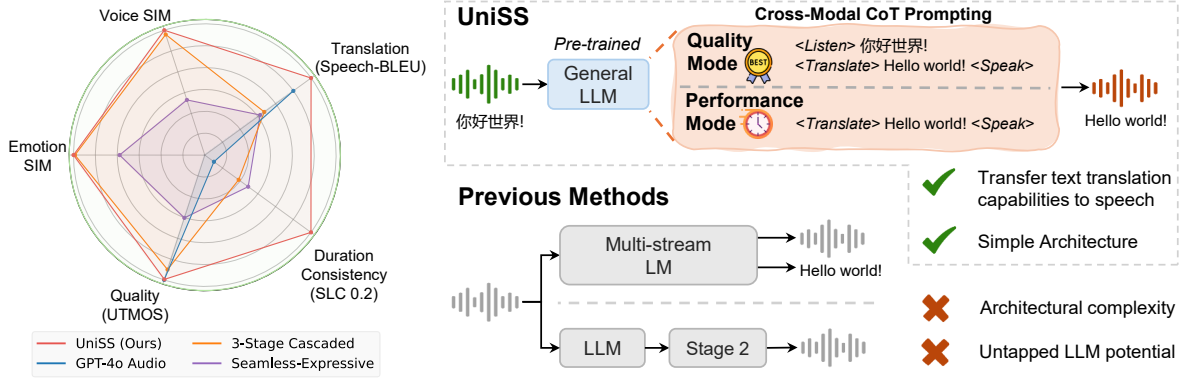 Voice SIM
Translation
(Speech-BLEU)
Emotion
SIM
Duration
Consistency
(SLC 0.2)
Quality
(UTMOS)
UniSS (Ours)
3-Stage Cascaded
GPT-4o Audio
Seamless-Expressive
UniSS
Cross-Modal CoT Prompting
Pre-trained
General
LLM
你好世界!
Quality
Mode
BEST
<Listen> 你好世界!
<Translate> Hello world! <Speak>
Performance
Mode
<Translate> Hello world! <Speak>
Hello world!
Transfer text translation
capabilities to speech
Simple Architecture
Previous Methods
Multi-stream
LM
Hello world!
LLM
Stage 2
Architectural complexity
Untapped LLM potential